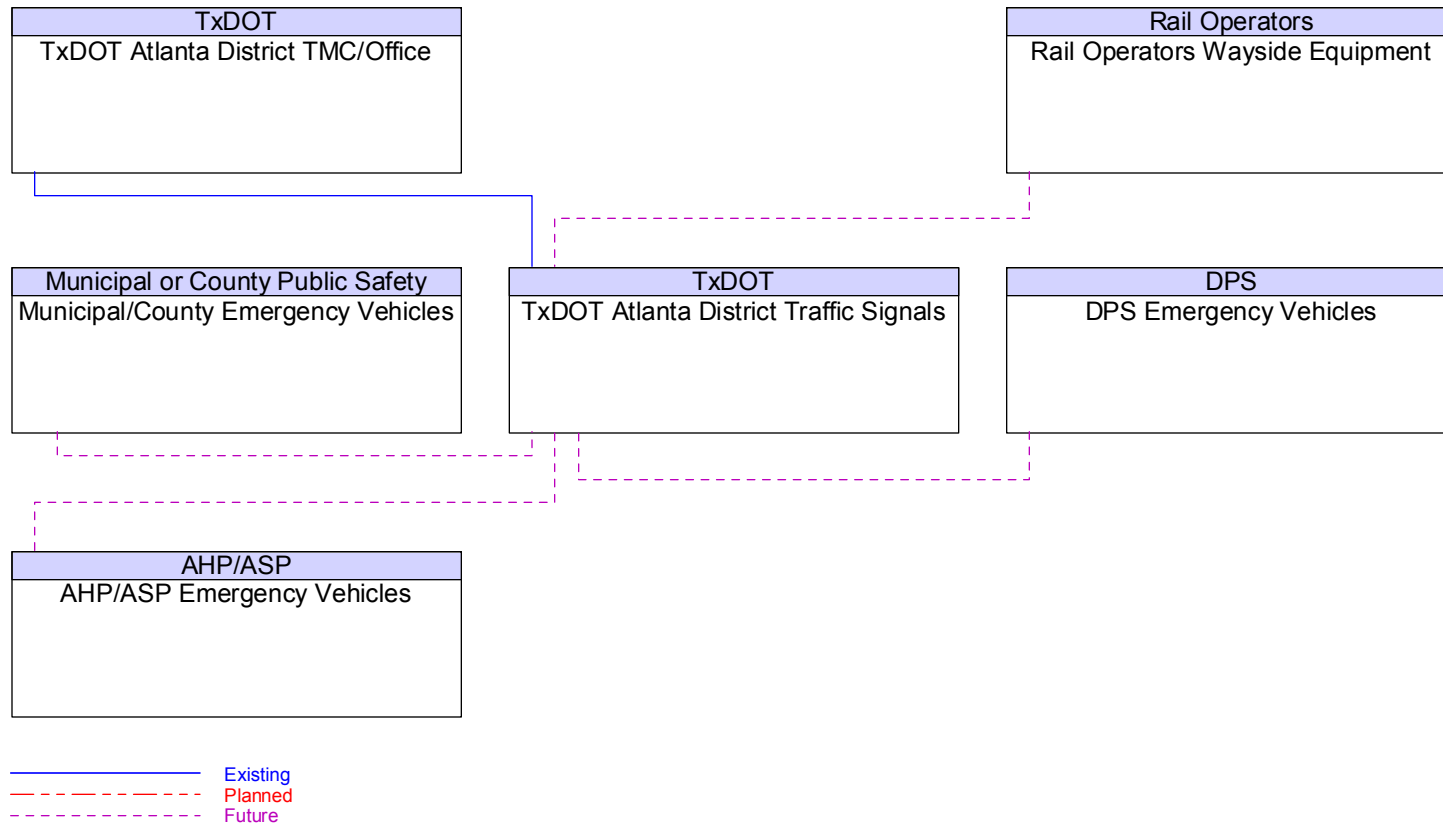 TxDOT
TxDOT Atlanta District TMC/Office
Rail Operators
Rail Operators Wayside Equipment
Municipal or County Public Safety
Municipal/County Emergency Vehicles
TxDOT
TxDOT Atlanta District Traffic Signals
DPS
DPS Emergency Vehicles
AHP/ASP
AHP/ASP Emergency Vehicles
Existing
Planned
Future